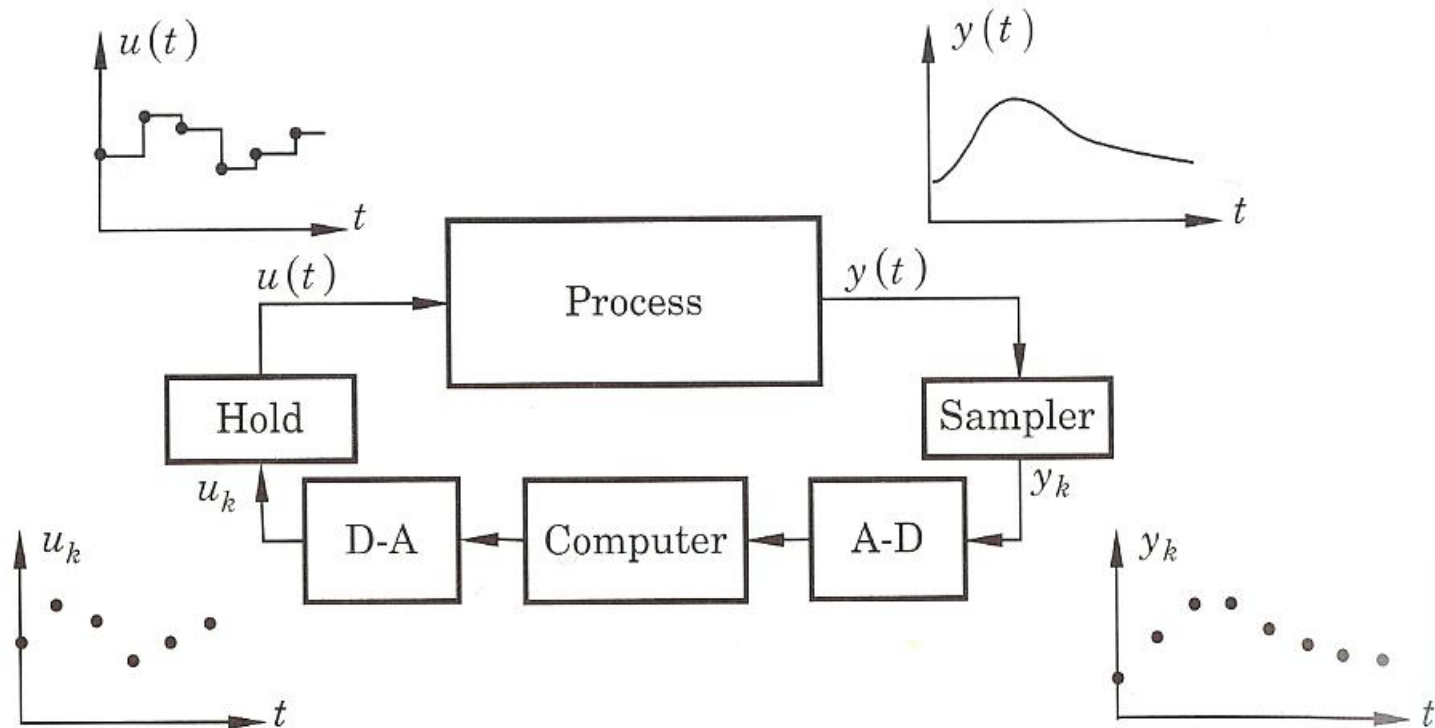 u(t)
y(t)
t
t
u(t)
y(t)
Process
Hold
Sampler
u_k
y_k
D-A
Computer
A-D
u_k
y_k
t
t